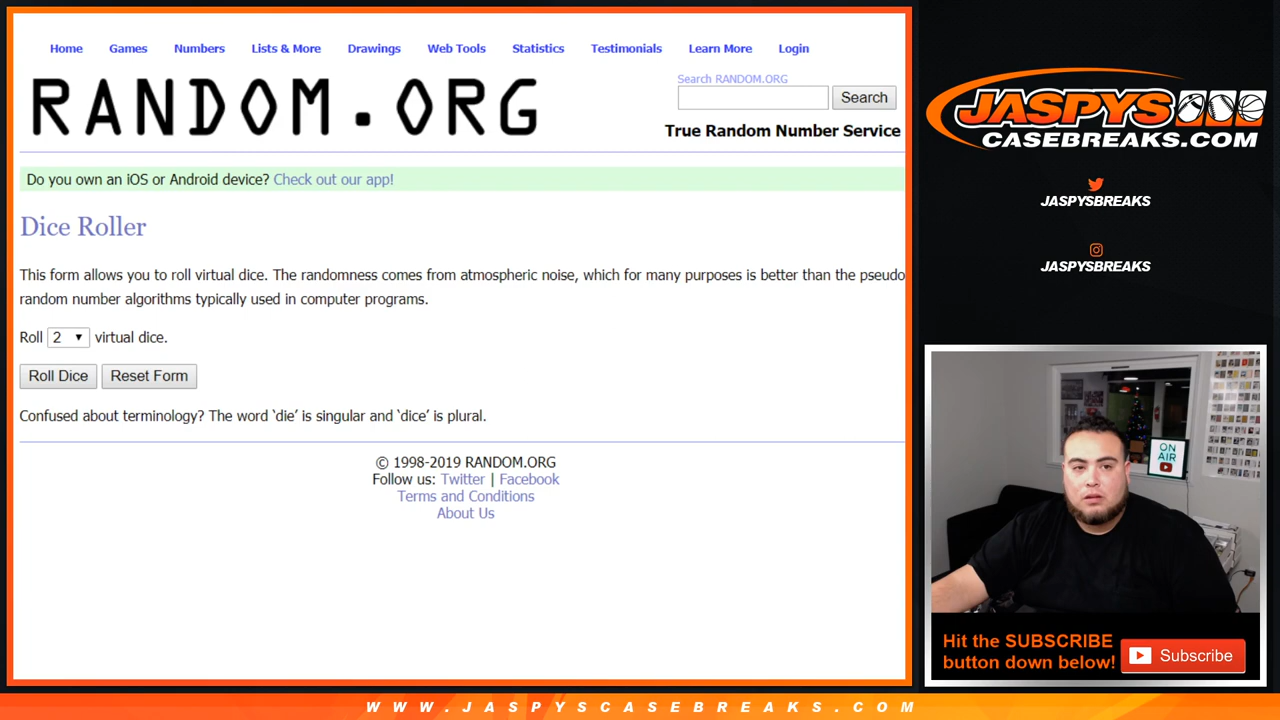 Home Games Numbers Lists & More Drawings Web Tools Statistics Testimonials Learn More Login
RANDOM.ORG
Search RANDOM.ORG
Search
True Random Number Service
Do you own an iOS or Android device? Check out our app!
Dice Roller
This form allows you to roll virtual dice. The randomness comes from atmospheric noise, which for many purposes is better than the pseudo
random number algorithms typically used in computer programs.
Roll 2 virtual dice.
Roll Dice Reset Form
Confused about terminology? The word ‘die’ is singular and ‘dice’ is plural.
© 1998-2019 RANDOM.ORG
Follow us: Twitter | Facebook
Terms and Conditions
About Us
JASPYS
CASEBREAKS.COM
JASPYSBREAKS
JASPYSBREAKS
ON
AIR
Hit the SUBSCRIBE
button down below!
Subscribe
WWW.JASPYSCASEBREAKS.COM